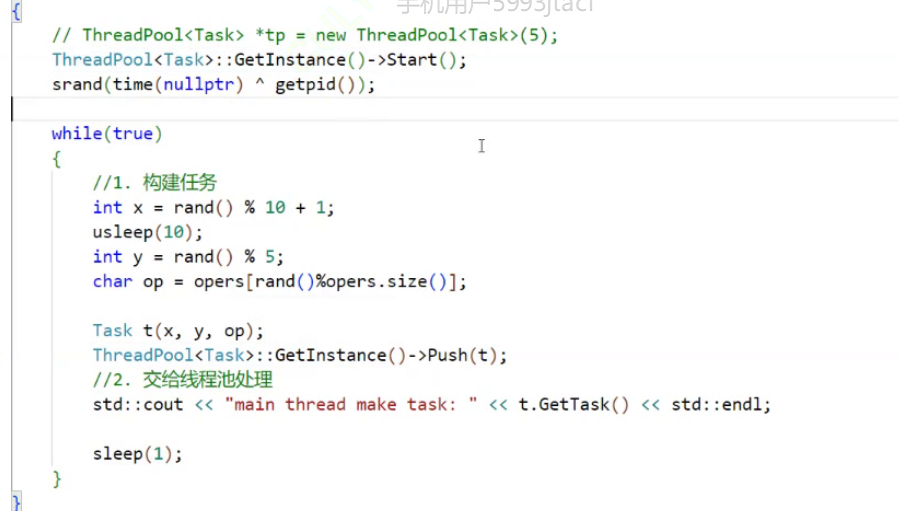 手机用户5993jtacf
{
// ThreadPool<Task> *tp = new ThreadPool<Task>(5);
ThreadPool<Task>::GetInstance()->Start();
srand(time(nullptr) ^ getpid());
while(true)
{
//1. 构建任务
int x = rand() % 10 + 1;
usleep(10);
int y = rand() % 5;
char op = opers[rand()%opers.size()];
Task t(x, y, op);
ThreadPool<Task>::GetInstance()->Push(t);
//2. 交给线程池处理
std::cout << "main thread make task: " << t.GetTask() << std::endl;
sleep(1);
}
}